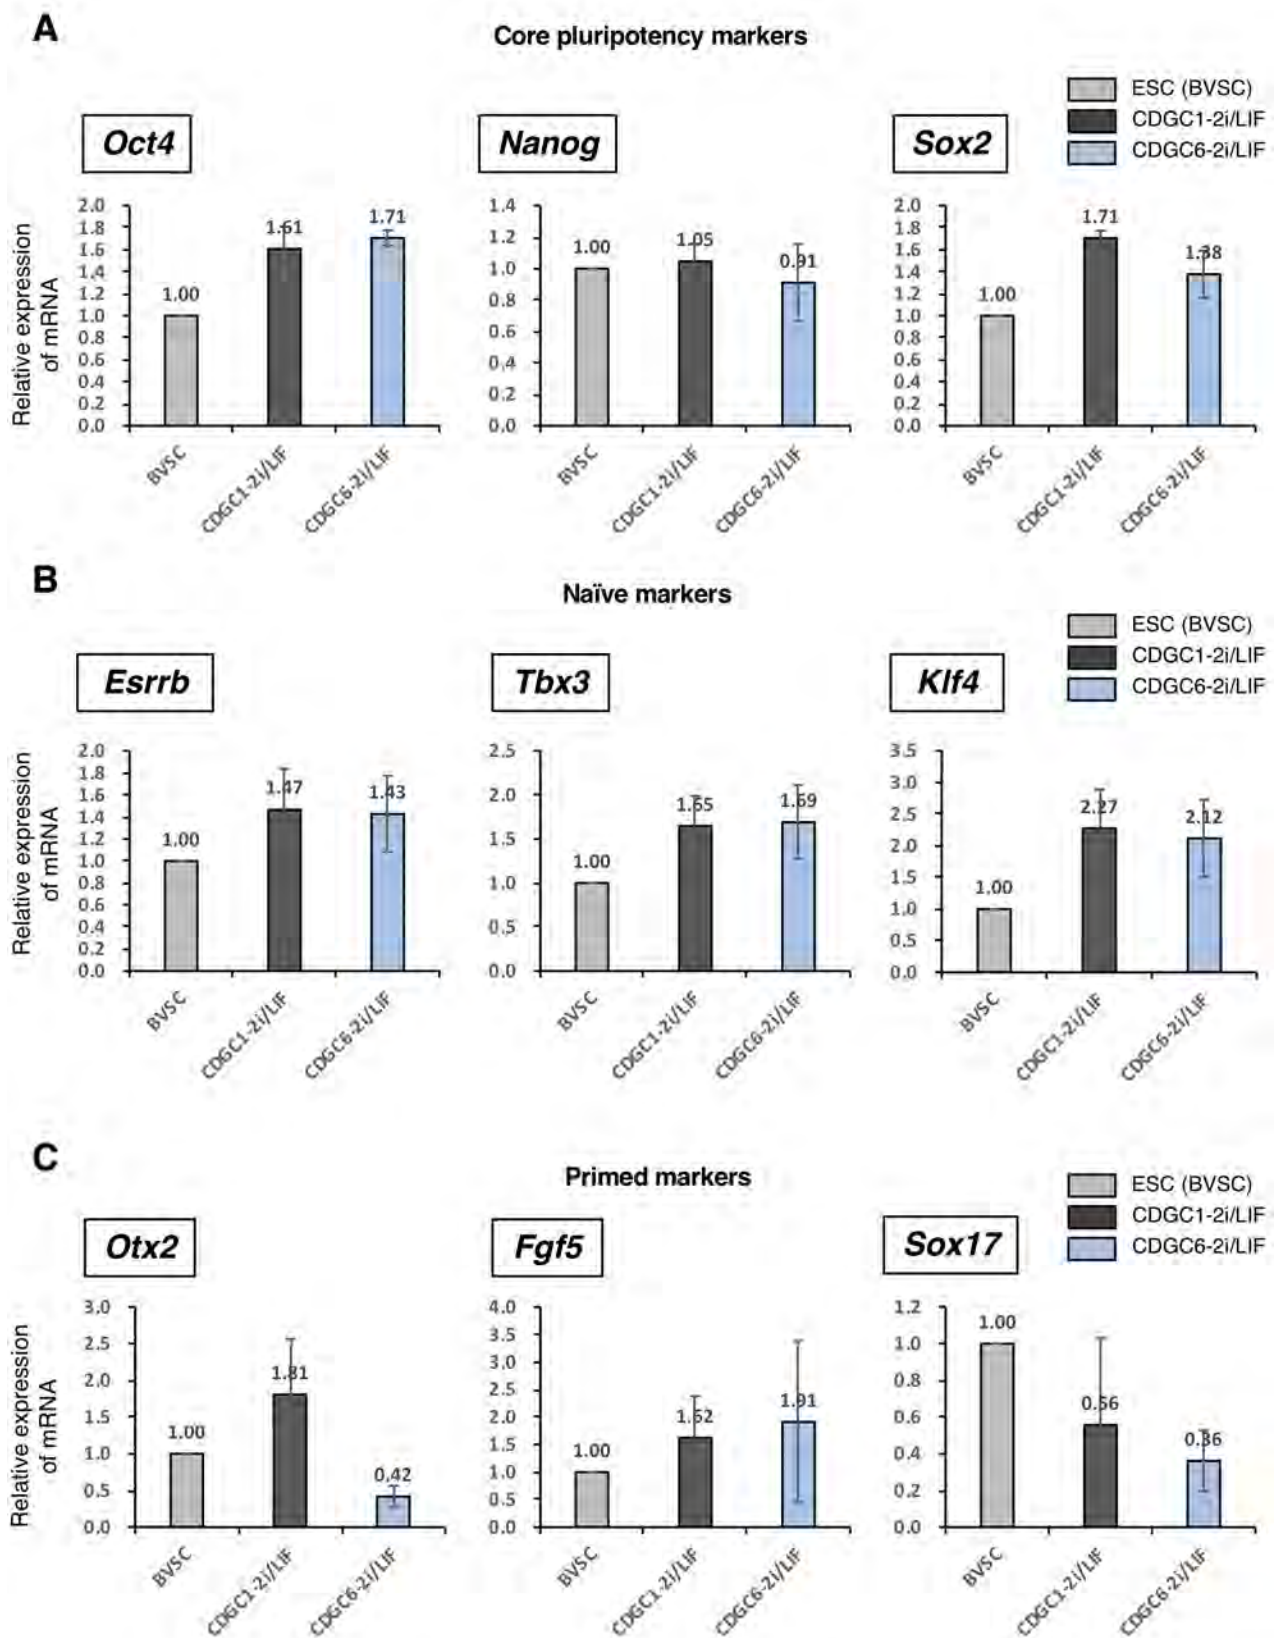 A
Core pluripotency markers
ESC (BVSC)
CDGC1-2i/LIF
CDGC6-2i/LIF
Oct4
Nanog
Sox2
Relative expression
of mRNA
2.0
1.8
1.6
1.4
1.2
1.0
0.8
0.6
0.4
0.2
0.0
1.00
1.61
1.71
BVSC
CDGC1-2i/LIF
CDGC6-2i/LIF
1.4
1.2
1.0
0.8
0.6
0.4
0.2
0.0
1.00
1.05
0.91
BVSC
CDGC1-2i/LIF
CDGC6-2i/LIF
2.0
1.8
1.6
1.4
1.2
1.0
0.8
0.6
0.4
0.2
0.0
1.00
1.71
1.38
BVSC
CDGC1-2i/LIF
CDGC6-2i/LIF
B
Naïve markers
ESC (BVSC)
CDGC1-2i/LIF
CDGC6-2i/LIF
Esrrb
Tbx3
Klf4
Relative expression
of mRNA
2.0
1.8
1.6
1.4
1.2
1.0
0.8
0.6
0.4
0.2
0.0
1.00
1.47
1.43
BVSC
CDGC1-2i/LIF
CDGC6-2i/LIF
2.5
2.0
1.5
1.0
0.5
0.0
1.00
1.65
1.69
BVSC
CDGC1-2i/LIF
CDGC6-2i/LIF
3.5
3.0
2.5
2.0
1.5
1.0
0.5
0.0
1.00
2.27
2.12
BVSC
CDGC1-2i/LIF
CDGC6-2i/LIF
C
Primed markers
ESC (BVSC)
CDGC1-2i/LIF
CDGC6-2i/LIF
Otx2
Fgf5
Sox17
Relative expression
of mRNA
3.0
2.5
2.0
1.5
1.0
0.5
0.0
1.00
1.81
0.42
BVSC
CDGC1-2i/LIF
CDGC6-2i/LIF
4.0
3.5
3.0
2.5
2.0
1.5
1.0
0.5
0.0
1.00
1.62
1.91
BVSC
CDGC1-2i/LIF
CDGC6-2i/LIF
1.2
1.0
0.8
0.6
0.4
0.2
0.0
1.00
0.56
0.36
BVSC
CDGC1-2i/LIF
CDGC6-2i/LIF